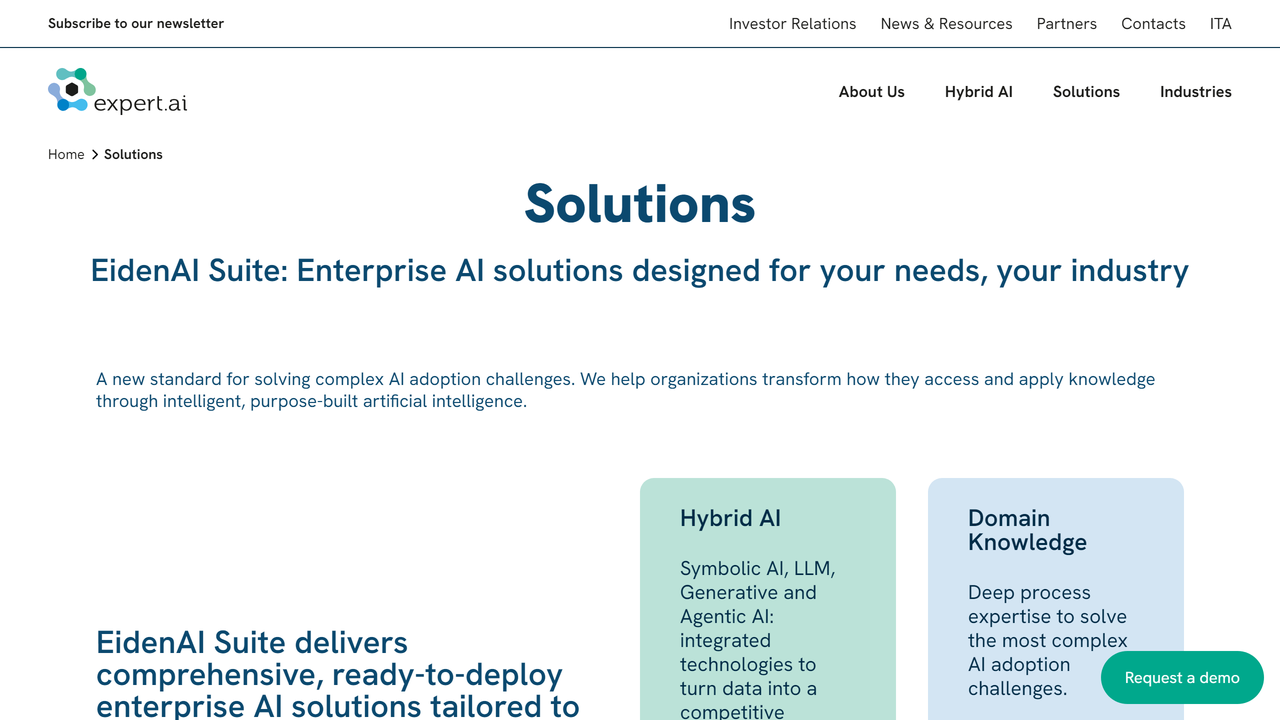 Subscribe to our newsletter
Investor Relations
News & Resources
Partners
Contacts
ITA
expert.ai
About Us
Hybrid AI
Solutions
Industries
Home
Solutions
Solutions
EidenAI Suite: Enterprise AI solutions designed for your needs, your industry
A new standard for solving complex AI adoption challenges. We help organizations transform how they access and apply knowledge
through intelligent, purpose-built artificial intelligence.
EidenAI Suite delivers
comprehensive, ready-to-deploy
enterprise AI solutions tailored to
Hybrid AI
Symbolic AI, LLM,
Generative and
Agentic AI:
integrated
technologies to
turn data into a
competitive
Domain
Knowledge
Deep process
expertise to solve
the most complex
AI adoption
challenges.
Request a demo